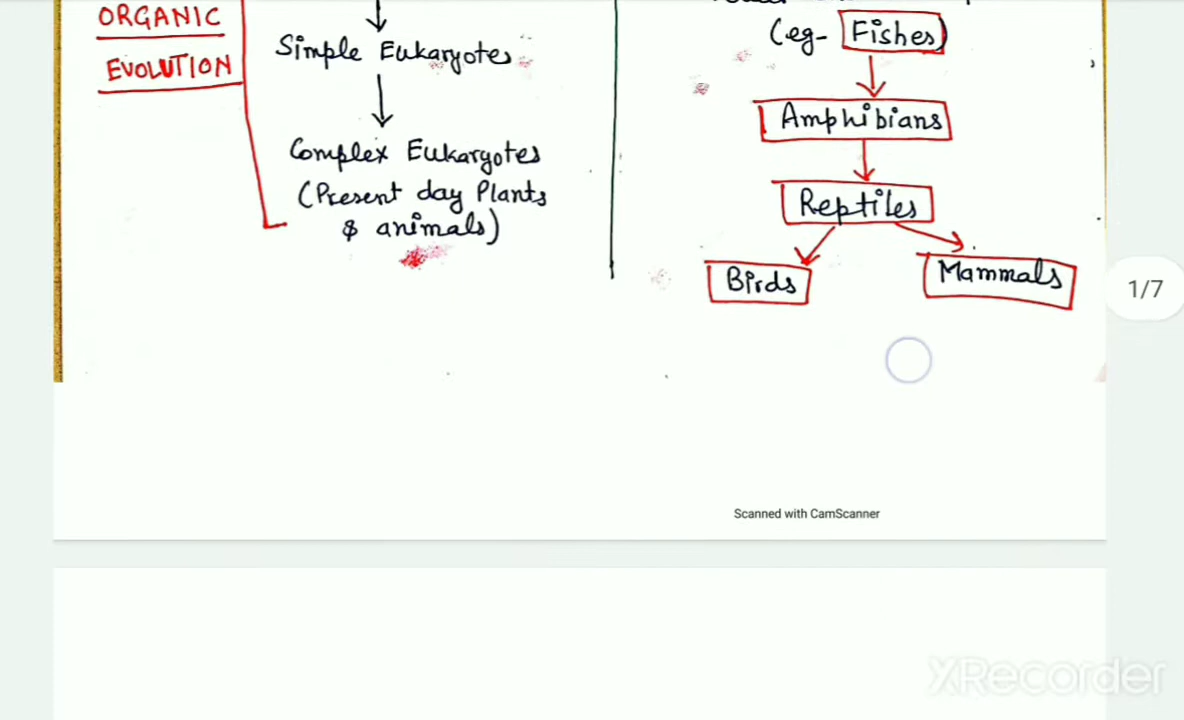 ORGANIC
EVOLUTION
Simple Eukaryotes
Complex Eukaryotes
(Present day Plants
& animals)
(eg- Fishes)
Amphibians
Reptiles
Birds
Mammals
1/7
Scanned with CamScanner
XRecorder